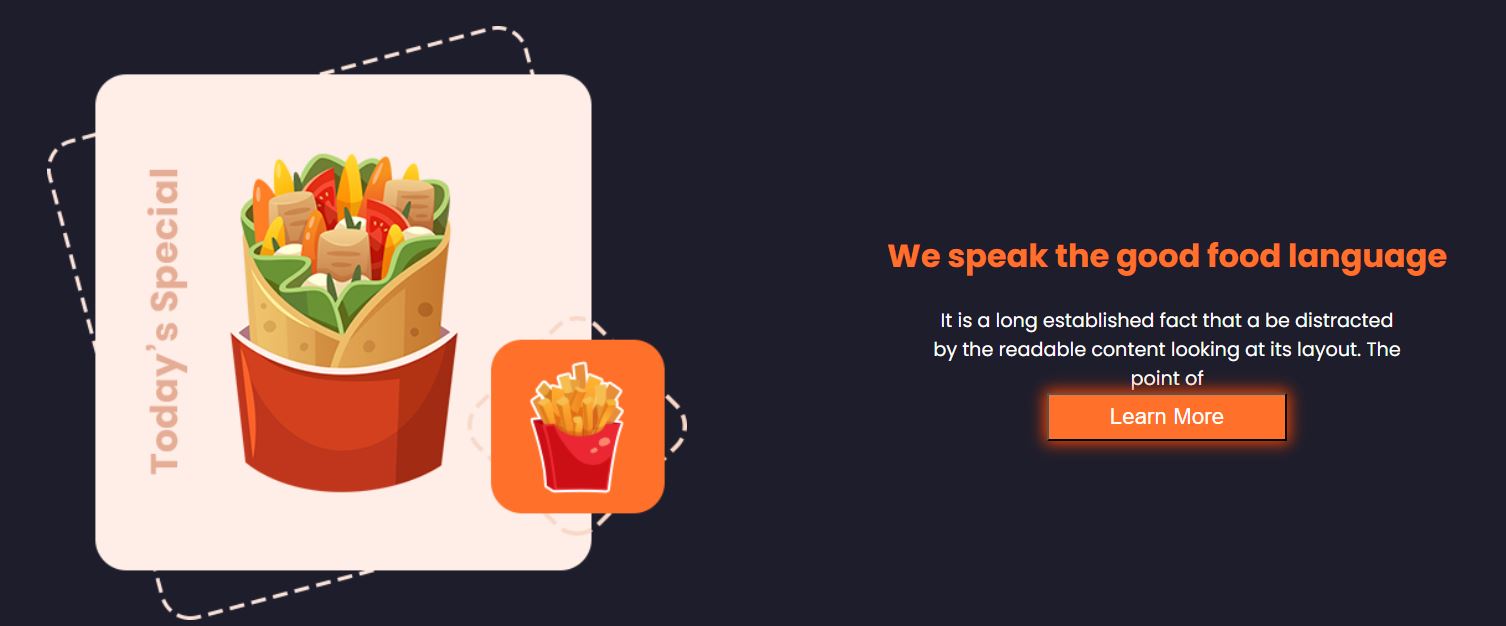 Today's Special
We speak the good food language
It is a long established fact that a be distracted
by the readable content looking at its layout. The
point of
Learn More